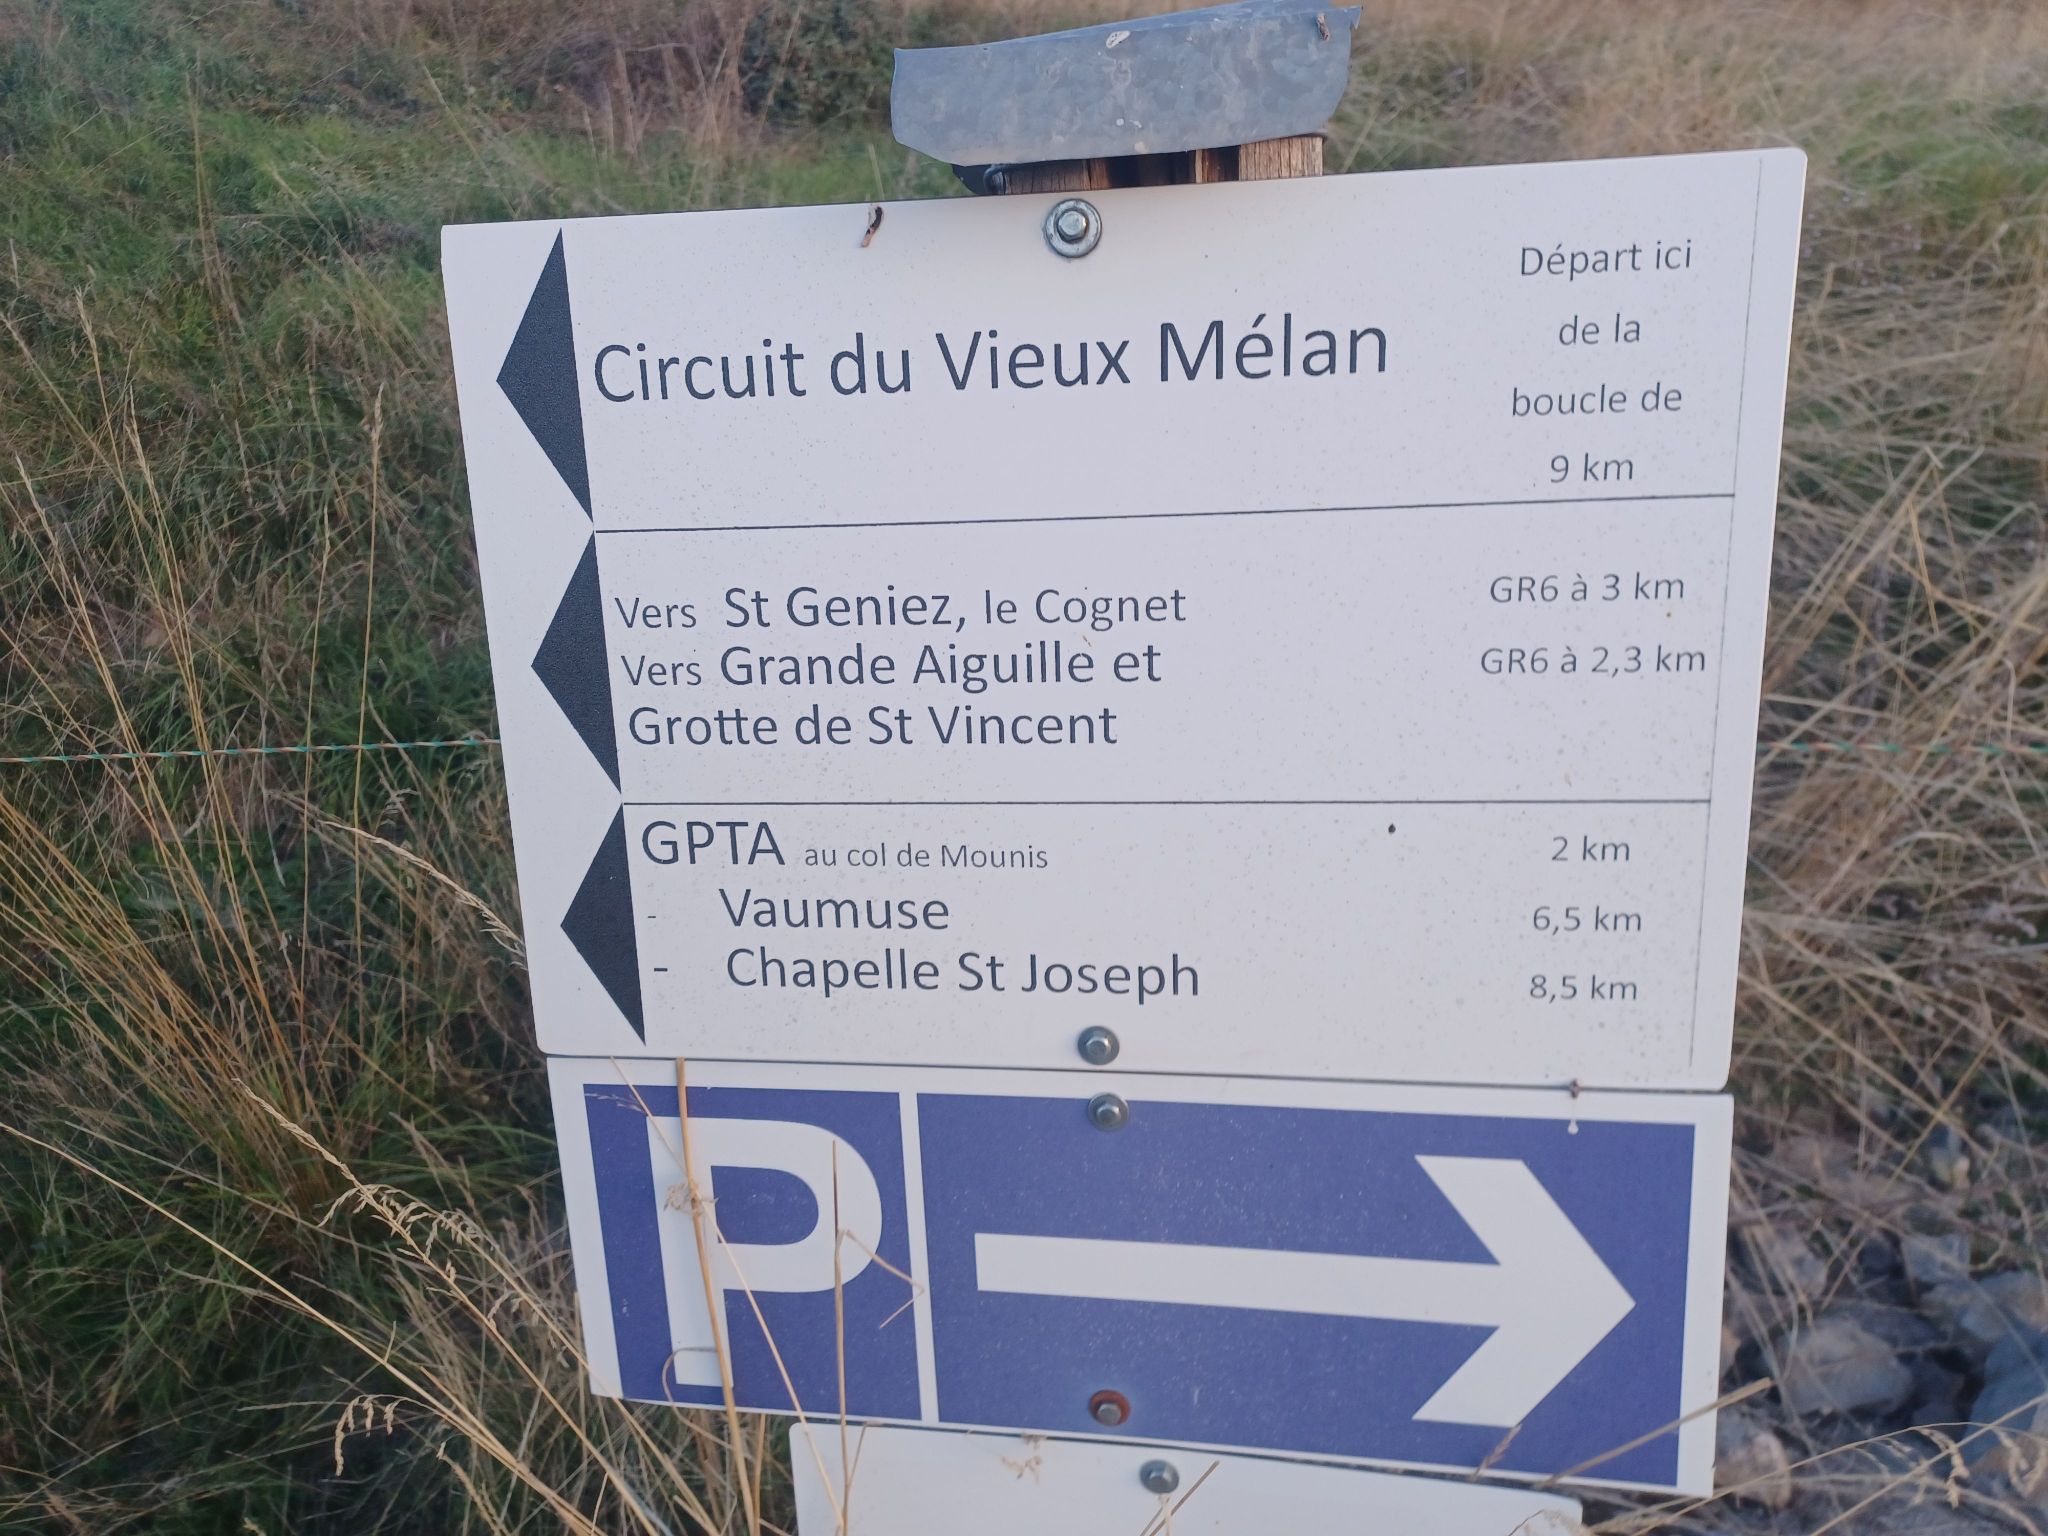 Départ ici
Circuit du Vieux Mélan de la
boucle de
9 km
Vers St Geniez, le Cognet GR6 à 3 km
Vers Grande Aiguille et GR6 à 2,3 km
Grotte de St Vincent
GPTA au col de Mounis 2 km
- Vaumuse 6,5 km
- Chapelle St Joseph 8,5 km
P